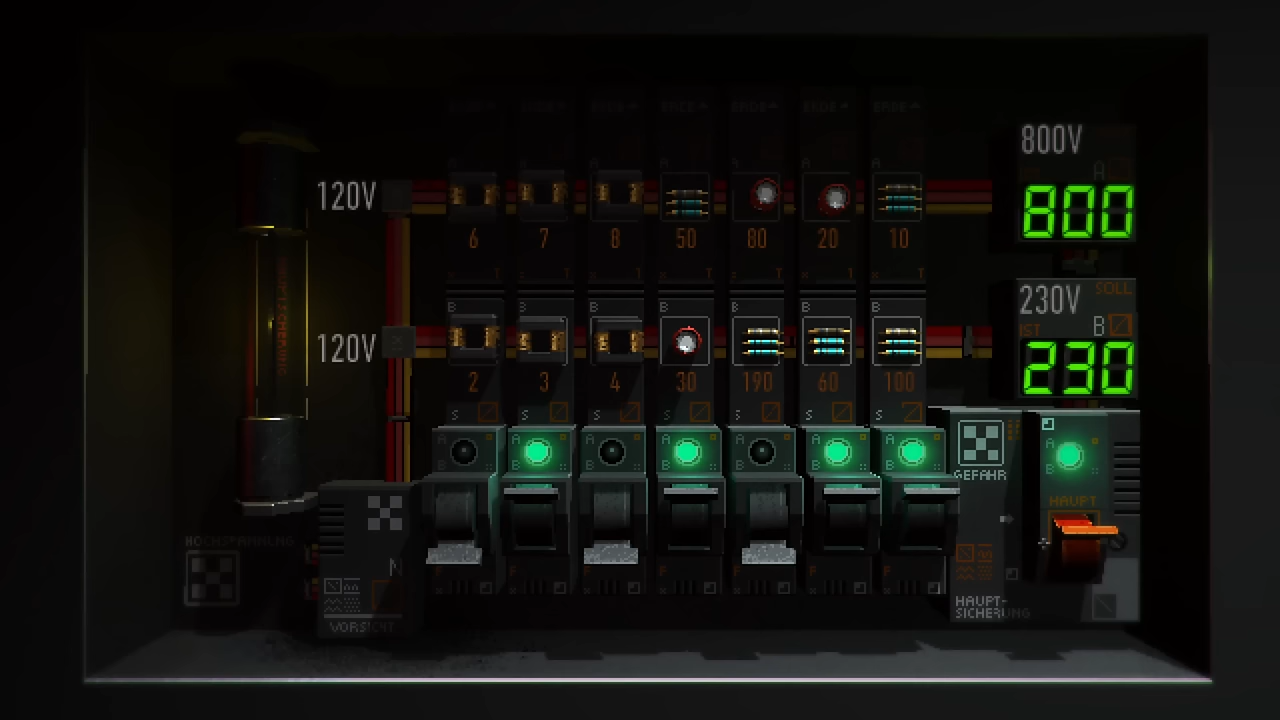 800V
A
120V
800
6 7 8 50 80 20 10
T T T T T T T
B B B B B B B
230V SOLL
IST B
120V
230
2 3 4 30 190 60 100
S S S S S S S
A A A A A A A A
B B B B B B B B
GEFAHR
HAUPT
HOCHSPANNUNG
N
F F F F F F F
HAUPT-
SICHERUNG
VORSICHT